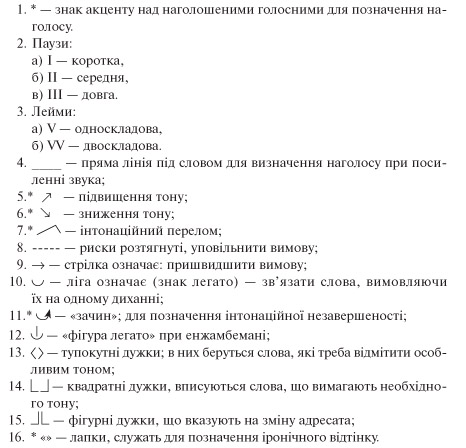 1. * — знак акценту над наголошеними голосними для позначення на-
голосу.
2. Паузи:
а) І — коротка,
б) ІІ — середня,
в) ІІІ — довга.
3. Лейми:
а) V — односкладова,
б) VV — двоскладова.
4. ____ — пряма лінія під словом для визначення наголосу при поси-
ленні звука;
5.* ↗ — підвищення тону;
6.* ↘ — зниження тону;
7.* — інтонаційний перелом;
8. ----- — риски розтягнуті, уповільнити вимову;
9. → — стрілка означає: пришвидшити вимову;
10. ◡ — ліга означає (знак легато) — зв’язати слова, вимовляючи
їх на одному диханні;
11.* — «зачин»; для позначення інтонаційної незавершеності;
12. — «фігура легато» при енжамбемані;
13. 〈 〉 — тупокутні дужки; в них беруться слова, які треба відмітити особ-
ливим тоном;
14. — квадратні дужки, вписуються слова, що вимагають необхідно-
го тону;
15. — фігурні дужки, що вказують на зміну адресата;
16. * «» — лапки, служать для позначення іронічного відтінку.